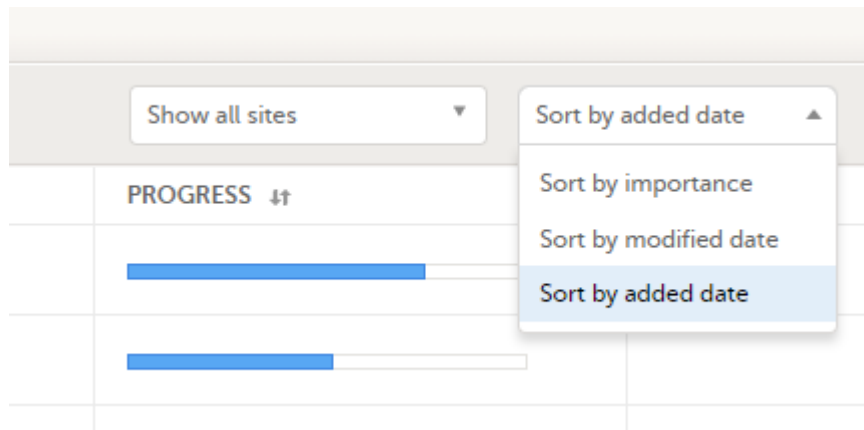 Show all sites
Sort by added date
PROGRESS
Sort by importance
Sort by modified date
Sort by added date